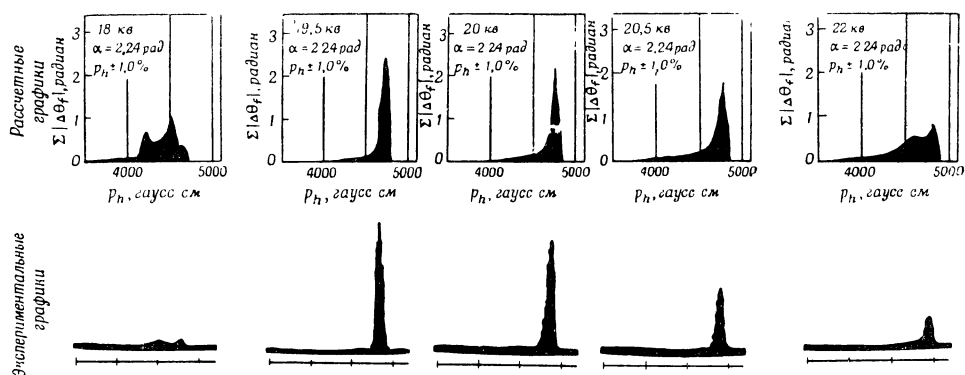 Рассчетные
графики
Σ|Δθf|, радиан
3
2
1
0
18 кв
α = 2,24 рад
ph ± 1,0%
4000
5000
ph, гаусс см
Σ|Δθf|, радиан
3
2
1
0
19,5 кв
α = 2 24 рад
ph ± 1,0%
4000
5000
ph, гаусс см
Σ|Δθf|, радиан
3
2
1
0
20 кв
α = 2 24 рад
ph ± 1,0%
4000
5000
ph, гаусс см
Σ|Δθf|, радиан
3
2
1
0
20,5 кв
α = 2,24 рад
ph ± 1,0%
4000
5000
ph, гаусс см
Σ|Δθf|, радиан
3
2
1
0
22 кв
α = 2 24 рад
ph ± 1,0%
4000
5000
ph, гаусс см
Экспериментальные
графики